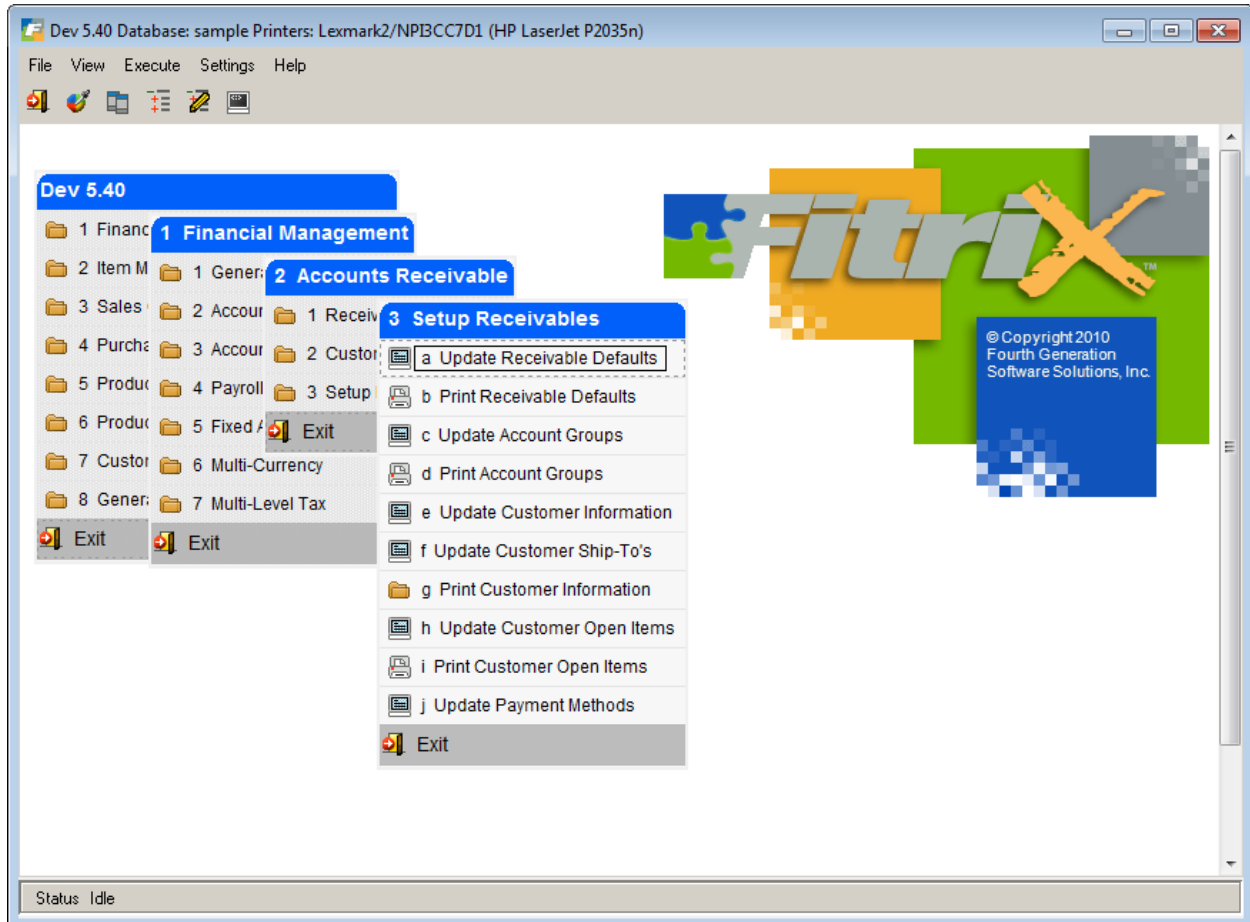 Dev 5.40 Database: sample Printers: Lexmark2/NPI3CC7D1 (HP LaserJet P2035n)
File View Execute Settings Help
Fitrix ™
© Copyright 2010
Fourth Generation
Software Solutions, Inc.
Dev 5.40
1 Financ
2 Item M
3 Sales
4 Purcha
5 Produc
6 Produc
7 Custor
8 Genera
Exit
1 Financial Management
1 Genera
2 Accour
3 Accour
4 Payroll
5 Fixed A
6 Multi-Currency
7 Multi-Level Tax
Exit
2 Accounts Receivable
1 Receiv
2 Custor
3 Setup
Exit
3 Setup Receivables
a Update Receivable Defaults
b Print Receivable Defaults
c Update Account Groups
d Print Account Groups
e Update Customer Information
f Update Customer Ship-To's
g Print Customer Information
h Update Customer Open Items
i Print Customer Open Items
j Update Payment Methods
Exit
Status Idle